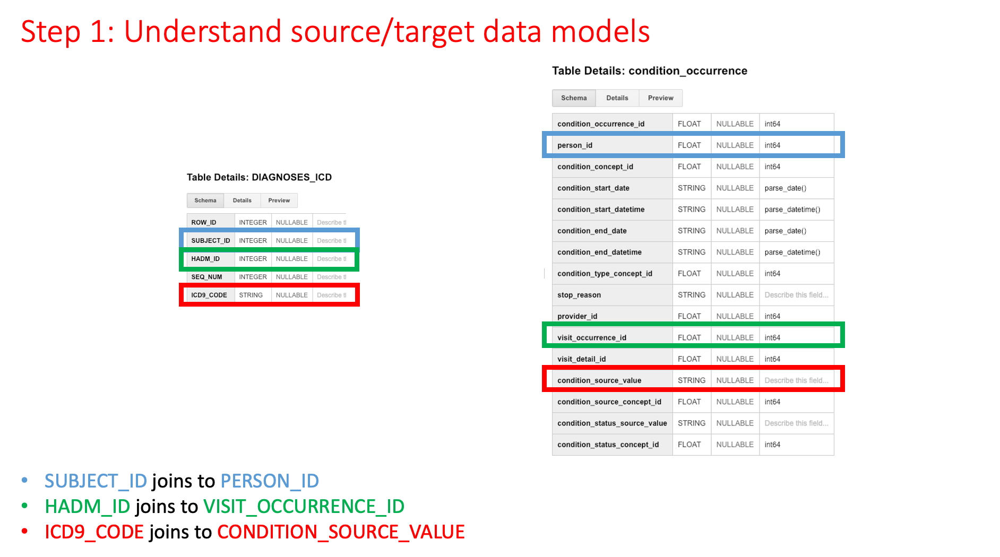 Step 1: Understand source/target data models
Table Details: DIAGNOSES_ICD
Schema Details Preview
ROW_ID INTEGER NULLABLE Describe
SUBJECT_ID INTEGER NULLABLE Describe
HADM_ID INTEGER NULLABLE Describe
SEQ_NUM INTEGER NULLABLE Describe
ICD9_CODE STRING NULLABLE Describe
Table Details: condition_occurrence
Schema Details Preview
condition_occurrence_id FLOAT NULLABLE int64
person_id FLOAT NULLABLE int64
condition_concept_id FLOAT NULLABLE int64
condition_start_date STRING NULLABLE parse_date()
condition_start_datetime STRING NULLABLE parse_datetime()
condition_end_date STRING NULLABLE parse_date()
condition_end_datetime STRING NULLABLE parse_datetime()
condition_type_concept_id FLOAT NULLABLE int64
stop_reason STRING NULLABLE Describe this field...
provider_id FLOAT NULLABLE int64
visit_occurrence_id FLOAT NULLABLE int64
visit_detail_id FLOAT NULLABLE int64
condition_source_value STRING NULLABLE Describe this field...
condition_source_concept_id FLOAT NULLABLE int64
condition_status_source_value STRING NULLABLE Describe this field...
condition_status_concept_id FLOAT NULLABLE int64
• SUBJECT_ID joins to PERSON_ID
• HADM_ID joins to VISIT_OCCURRENCE_ID
• ICD9_CODE joins to CONDITION_SOURCE_VALUE